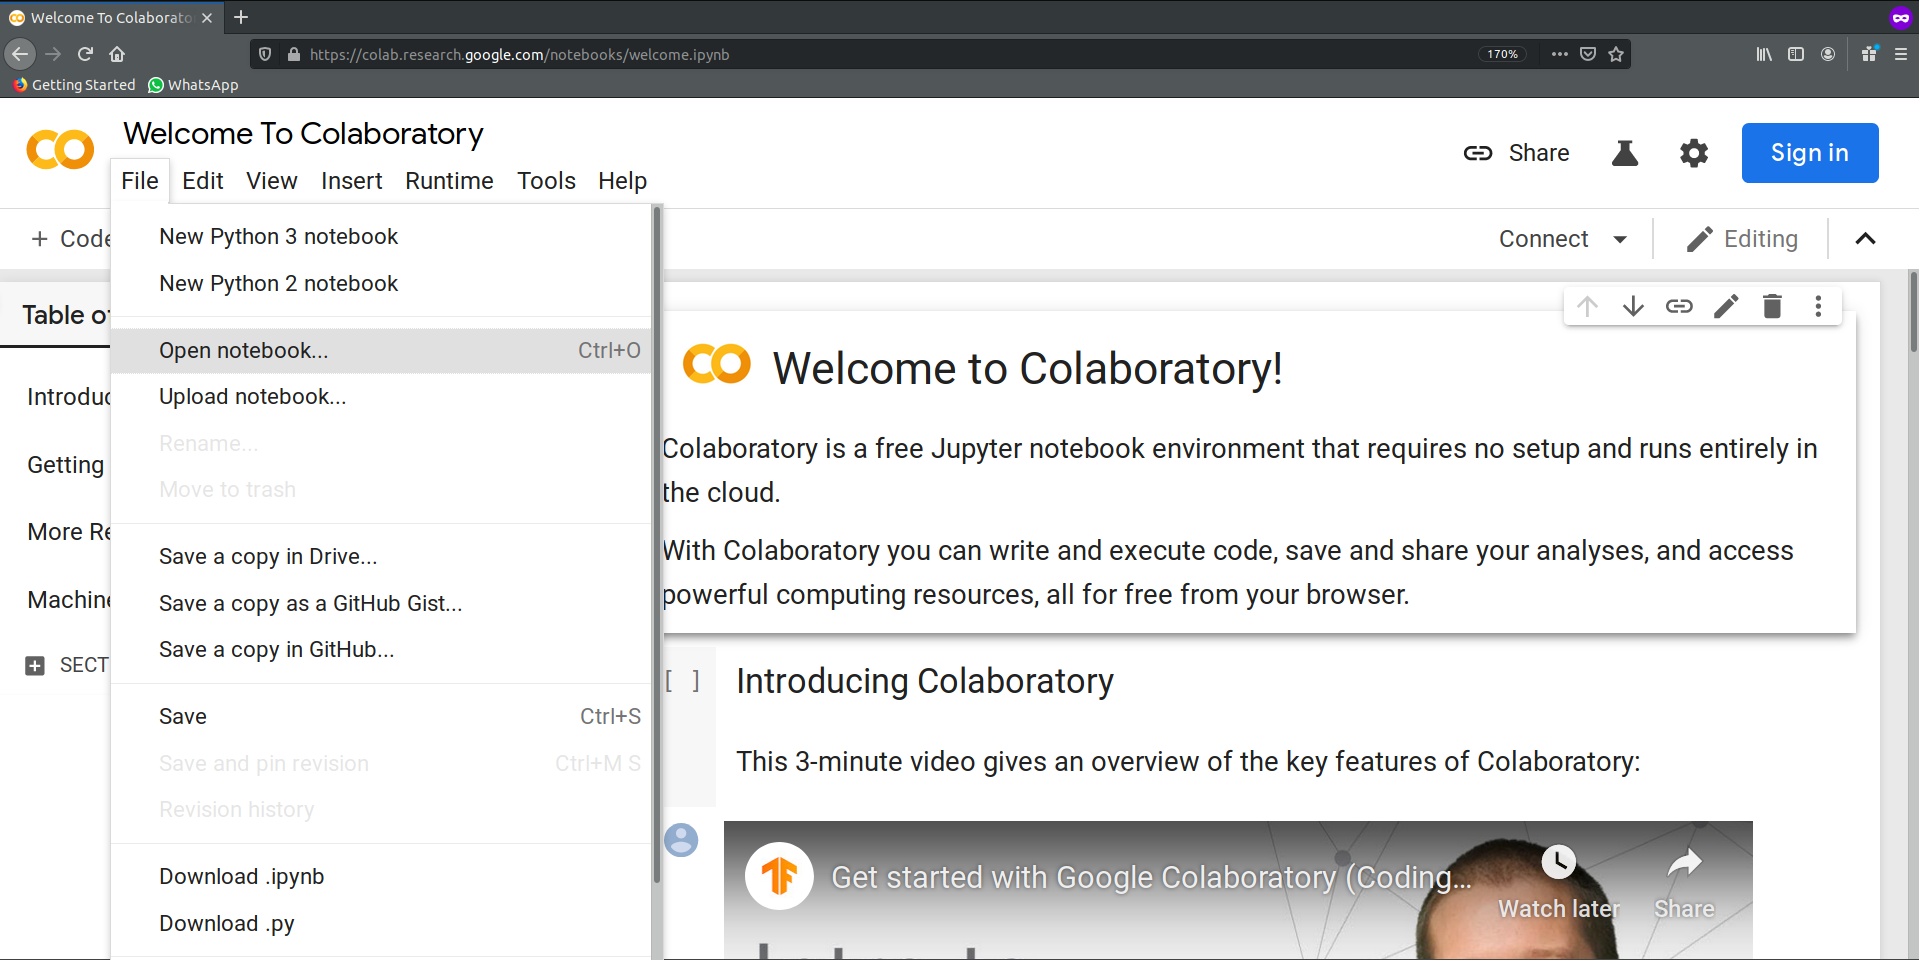 Welcome To Colaborato
https://colab.research.google.com/notebooks/welcome.ipynb
170%
Getting Started
WhatsApp
Welcome To Colaboratory
File Edit View Insert Runtime Tools Help
Share
Sign in
+ Code
Connect
Editing
Table of
Introduc
Getting
More Re
Machine
SECT
New Python 3 notebook
New Python 2 notebook
Open notebook... Ctrl+O
Upload notebook...
Rename...
Move to trash
Save a copy in Drive...
Save a copy as a GitHub Gist...
Save a copy in GitHub...
Save Ctrl+S
Save and pin revision Ctrl+M S
Revision history
Download .ipynb
Download .py
Welcome to Colaboratory!
Colaboratory is a free Jupyter notebook environment that requires no setup and runs entirely in
the cloud.
With Colaboratory you can write and execute code, save and share your analyses, and access
powerful computing resources, all for free from your browser.
[ ]
Introducing Colaboratory
This 3-minute video gives an overview of the key features of Colaboratory:
Get started with Google Colaboratory (Coding...
Watch later
Share